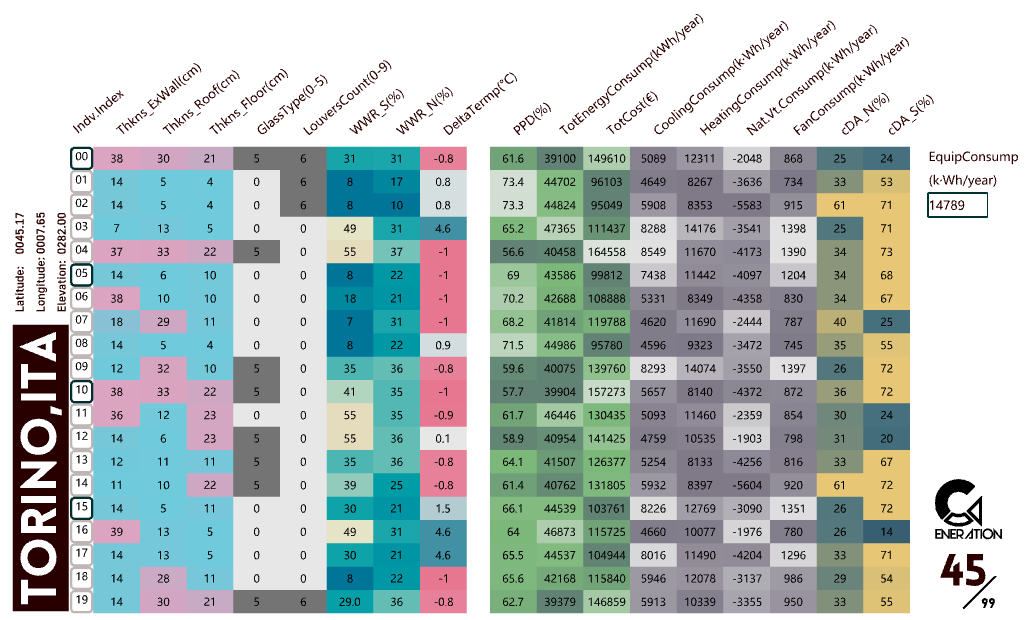 Indv.Index Thkns_ExWall(cm) Thkns_Roof(cm) Thkns_Floor(cm) GlassType(0-5) LouversCount(0-9) WWR_S(%) WWR_N(%) DeltaTermp(°C) PPD(%) TotEnergyConsump(kWh/year) TotCost(€) CoolingConsump(k·Wh/year) HeatingConsump(k·Wh/year) Nat.Vt.Consump(k·Wh/year) FanConsump(k·Wh/year) cDA_N(%) cDA_S(%)
00 38 30 21 5 6 31 31 -0.8 61.6 39100 149610 5089 12311 -2048 868 25 24
01 14 5 4 0 6 8 17 0.8 73.4 44702 96103 4649 8267 -3636 734 33 53
02 14 5 4 0 6 8 10 0.8 73.3 44824 95049 5908 8353 -5583 915 61 71
03 7 13 5 0 0 49 31 4.6 65.2 47365 111437 8288 14176 -3541 1398 25 71
04 37 33 22 5 0 55 37 -1 56.6 40458 164558 8549 11670 -4173 1390 34 73
05 14 6 10 0 0 8 22 -1 69 43586 99812 7438 11442 -4097 1204 34 68
06 38 10 10 0 0 18 21 -1 70.2 42688 108888 5331 8349 -4358 830 34 67
07 18 29 11 0 0 7 31 -1 68.2 41814 119788 4620 11690 -2444 787 40 25
08 14 5 4 0 0 8 22 0.9 71.5 44986 95780 4596 9323 -3472 745 35 55
09 12 32 10 5 0 35 36 -0.8 59.6 40075 139760 8293 14074 -3550 1397 26 72
10 38 33 22 5 0 41 35 -1 57.7 39904 157273 5657 8140 -4372 872 36 72
11 36 12 23 0 0 55 35 -0.9 61.7 46446 130435 5093 11460 -2359 854 30 24
12 14 6 23 5 0 55 36 0.1 58.9 40954 141425 4759 10535 -1903 798 31 20
13 12 11 11 5 0 35 36 -0.8 64.1 41507 126377 5254 8133 -4256 816 33 67
14 11 10 22 5 0 39 25 -0.8 61.4 40762 131805 5932 8397 -5604 920 61 72
15 14 5 11 0 0 30 21 1.5 66.1 44539 103761 8226 12769 -3090 1351 26 72
16 39 13 5 0 0 49 31 4.6 64 46873 115725 4660 10077 -1976 780 26 14
17 14 13 5 0 0 30 21 4.6 65.5 44537 104944 8016 11490 -4204 1296 33 71
18 14 28 11 0 0 8 22 -1 65.6 42168 115840 5946 12078 -3137 986 29 54
19 14 30 21 5 6 29.0 36 -0.8 62.7 39379 146859 5913 10339 -3355 950 33 55
EquipConsump
(k·Wh/year)
14789
Latitude: 0045.17
Longitude: 0007.65
Elevation: 0282.00
TORINO,ITA
ENERATION
45/99